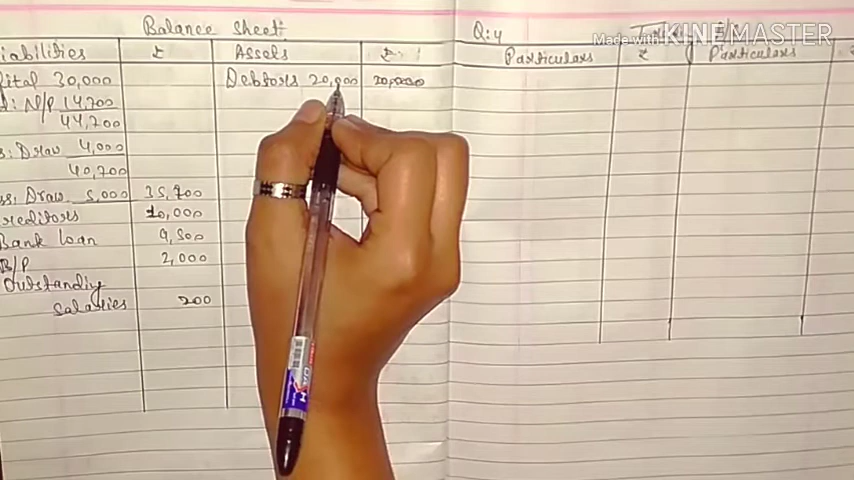 Balance Sheet
iabilities ₹ Assets ₹
pital 30,000 Debtors 20,000
d: N/P 14,700
44,700
s: Draw 4,000
40,700
ss: Draw 5,000 35,700
reditors 10,000
Bank loan 9,500
B/P 2,000
Outstanding
Salaries 200
Q:4
Particulars ₹ Particulars
Made with KINEMASTER